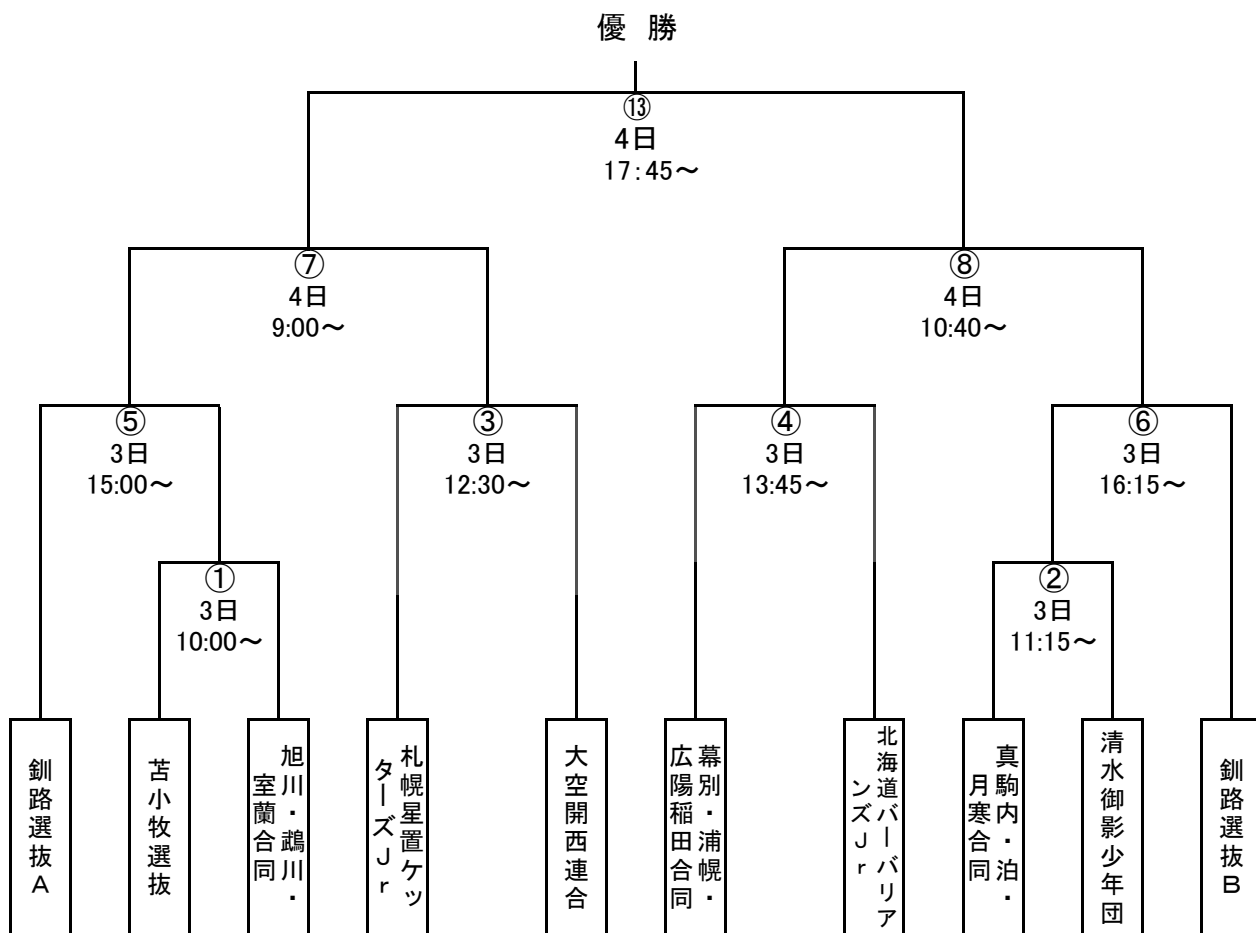 優 勝
⑬
4日
17:45～
⑦
4日
9:00～
⑧
4日
10:40～
⑤
3日
15:00～
③
3日
12:30～
④
3日
13:45～
⑥
3日
16:15～
①
3日
10:00～
②
3日
11:15～
釧路選抜A
苫小牧選抜
旭川・鵡川・
室蘭合同
札幌星置ケッ
ターズJr
大空開西連合
幕別・浦幌・
広陽稲田合同
北海道バーバリア
ンズJr
真駒内・泊・
月寒合同
清水御影少年団
釧路選抜B